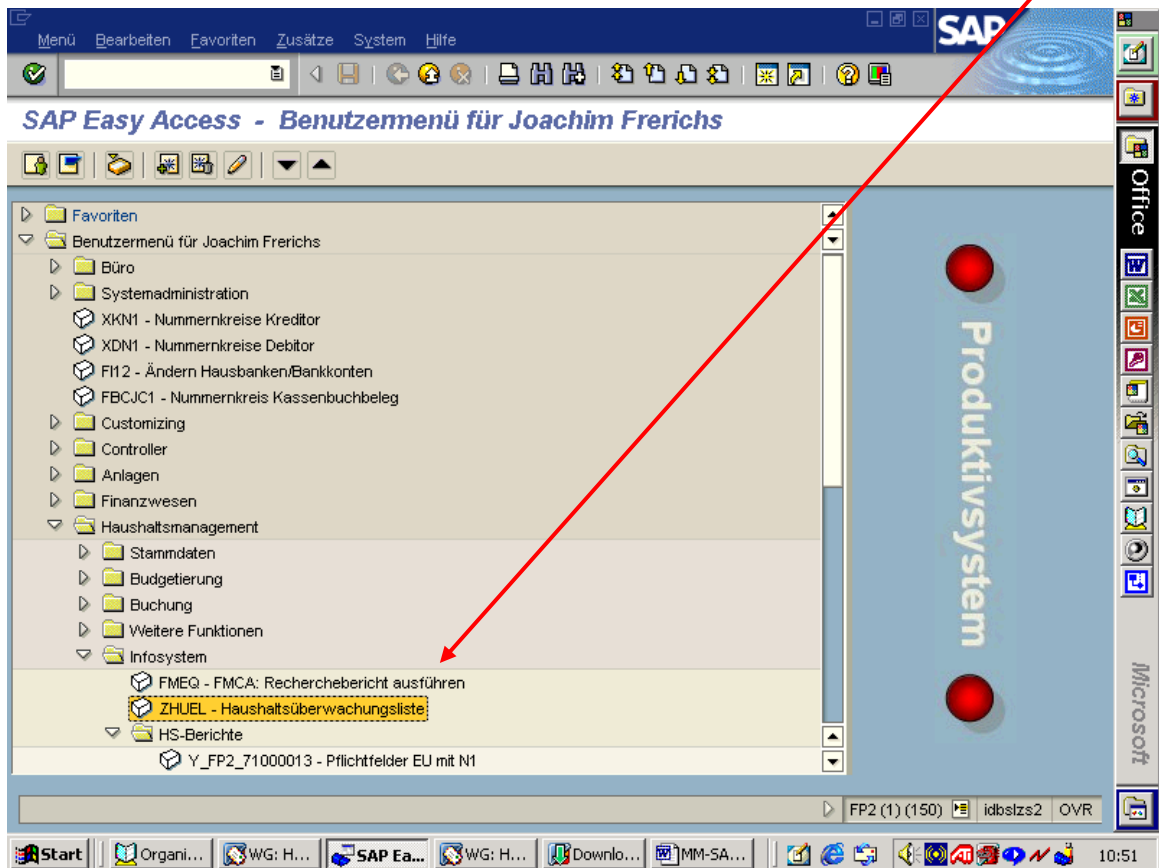 Menü Bearbeiten Favoriten Zusätze System Hilfe
SAP
SAP Easy Access - Benutzermenü für Joachim Frerichs
Favoriten
Benutzermenü für Joachim Frerichs
Büro
Systemadministration
XKN1 - Nummernkreise Kreditor
XDN1 - Nummernkreise Debitor
FI12 - Ändern Hausbanken/Bankkonten
FBCJC1 - Nummernkreis Kassenbuchbeleg
Customizing
Controller
Anlagen
Finanzwesen
Haushaltsmanagement
Stammdaten
Budgetierung
Buchung
Weitere Funktionen
Infosystem
FMEQ - FMCA: Recherchebericht ausführen
ZHUEL - Haushaltsüberwachungsliste
HS-Berichte
Y_FP2_71000013 - Pflichtfelder EU mit N1
Produktivsystem
Office
Microsoft
FP2 (1) (150) idbslzs2 OVR
Start Organi... WG: H... SAP Ea... WG: H... Downlo... MM-SA... 10:51